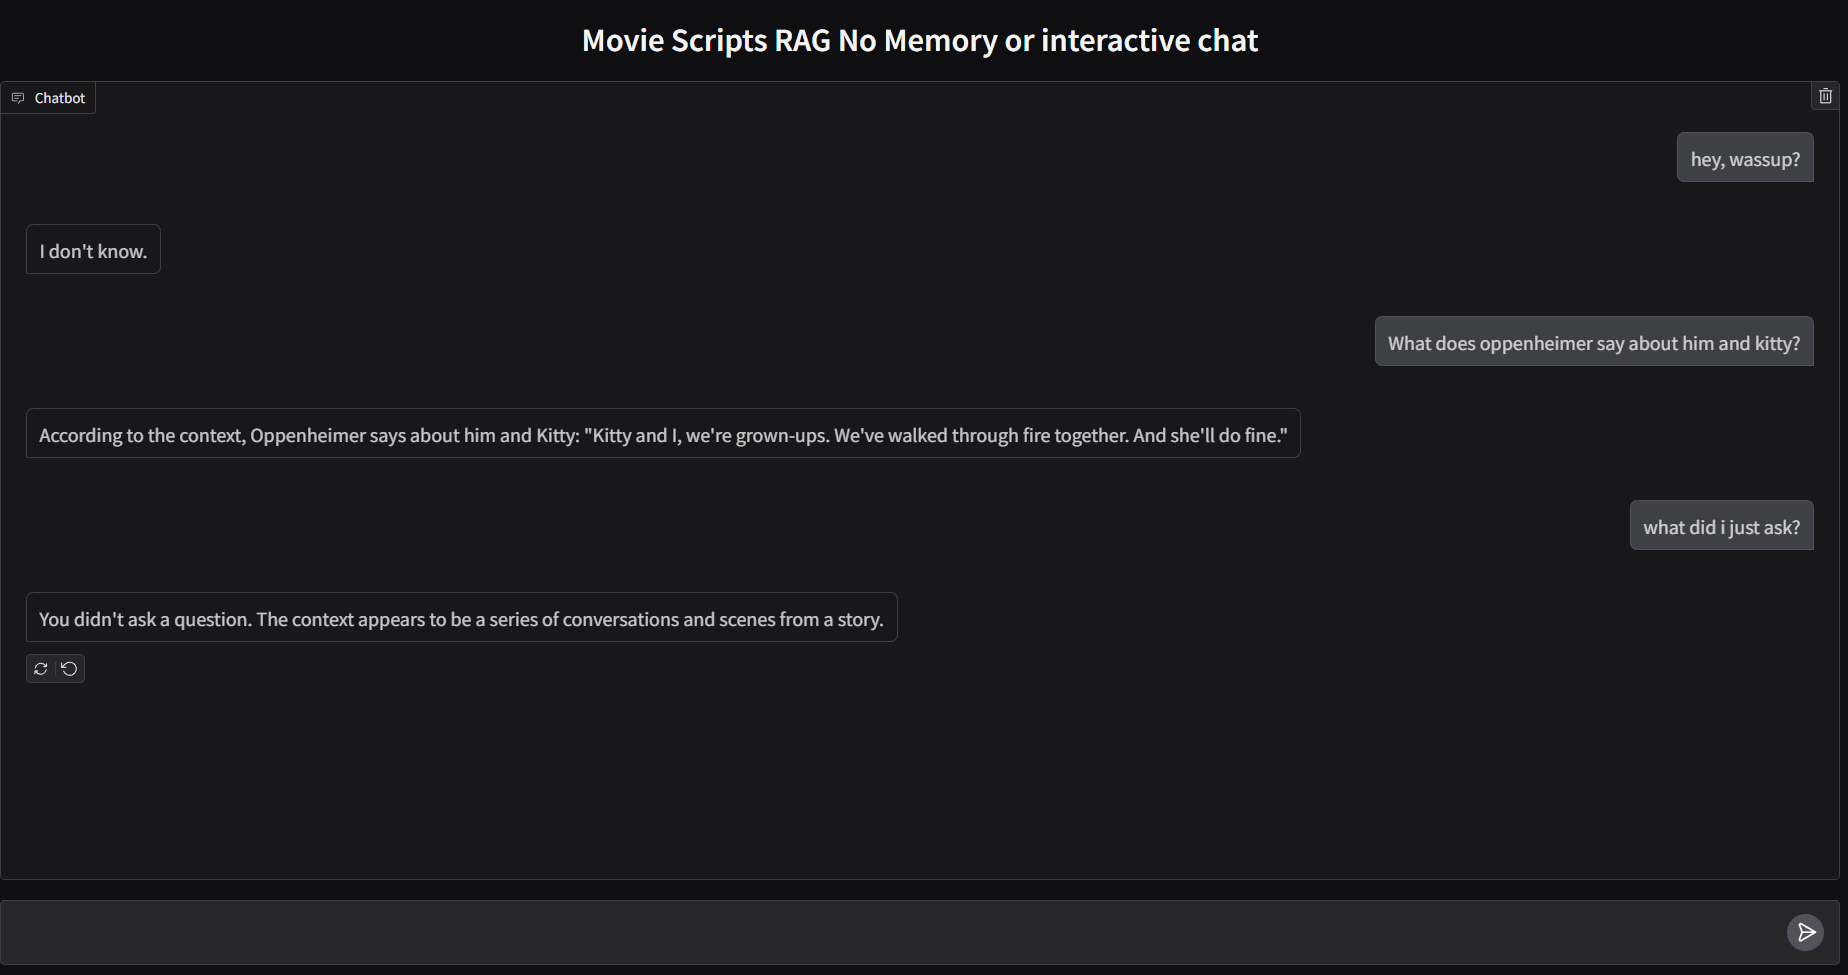 Movie Scripts RAG No Memory or interactive chat
Chatbot
hey, wassup?
I don't know.
What does oppenheimer say about him and kitty?
According to the context, Oppenheimer says about him and Kitty: "Kitty and I, we're grown-ups. We've walked through fire together. And she'll do fine."
what did i just ask?
You didn't ask a question. The context appears to be a series of conversations and scenes from a story.